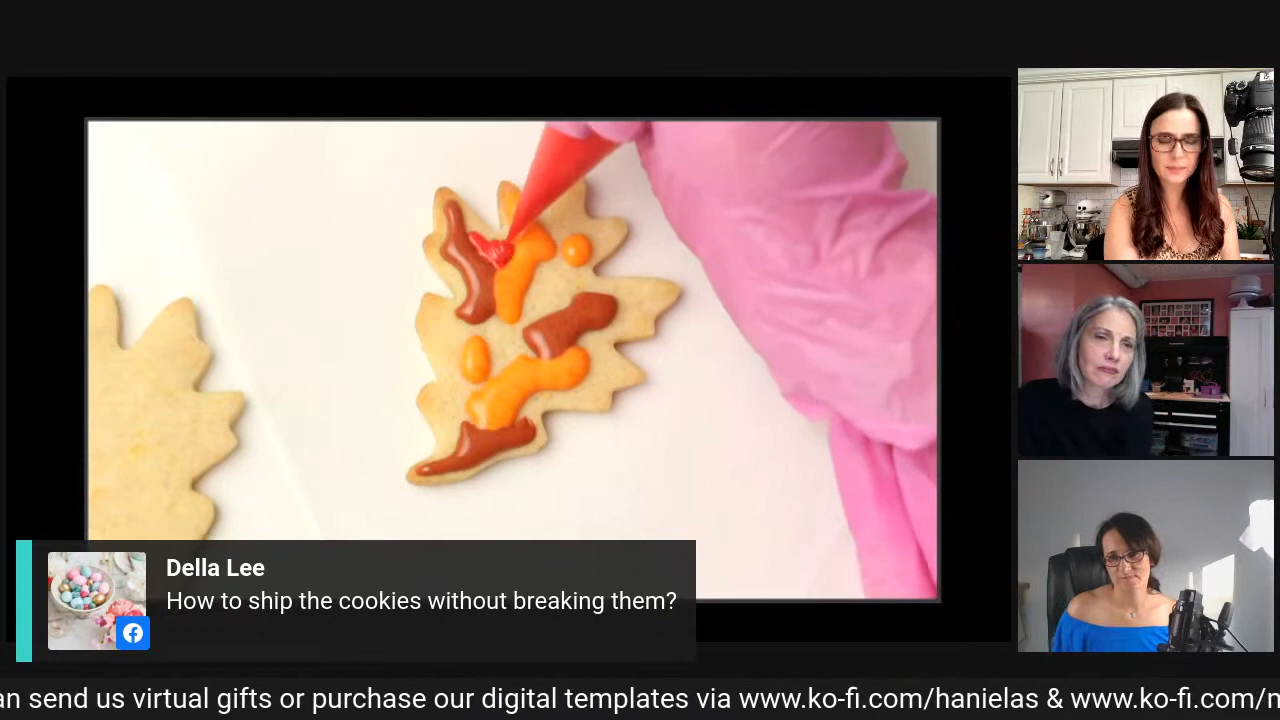 Della Lee
How to ship the cookies without breaking them?
an send us virtual gifts or purchase our digital templates via www.ko-fi.com/hanielas & www.ko-fi.com/